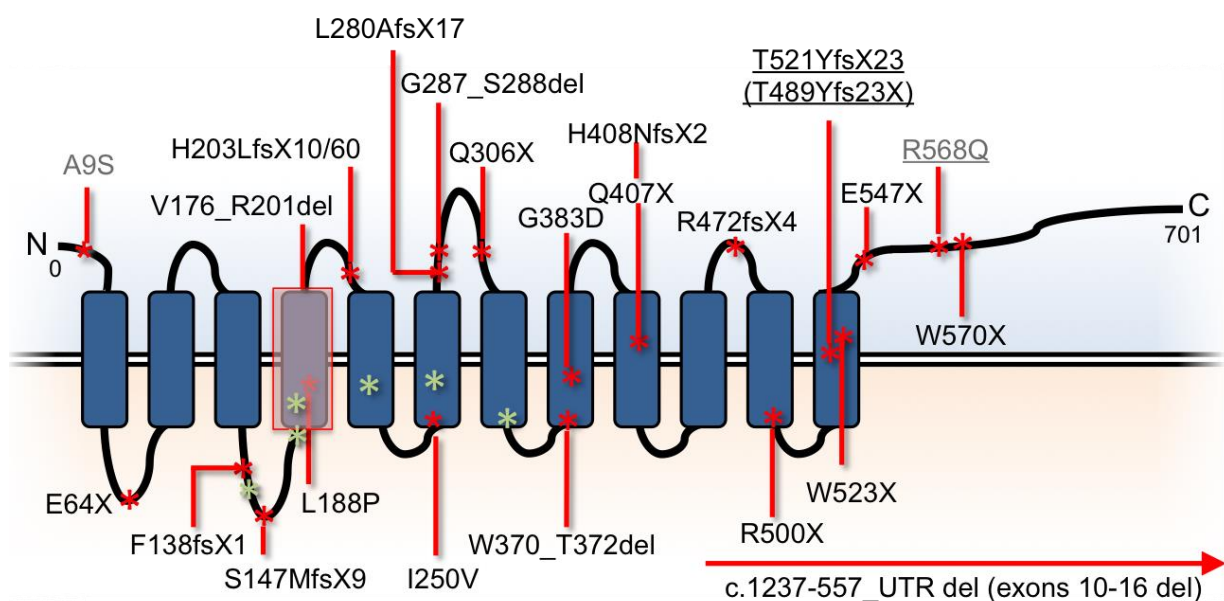 L280AfsX17
G287_S288del
T521YfsX23
(T489Yfs23X)
H203LfsX10/60
Q306X
H408NfsX2
R568Q
A9S
V176_R201del
Q407X
E547X
G383D
R472fsX4
N
0
C
701
W570X
E64X
L188P
W523X
F138fsX1
W370_T372del
R500X
S147MfsX9
I250V
c.1237-557_UTR del (exons 10-16 del)